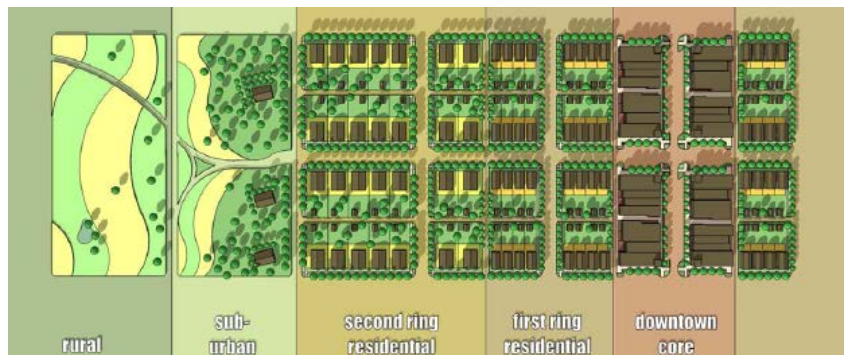 rural
sub-
urban
second ring
residential
first ring
residential
downtown
core